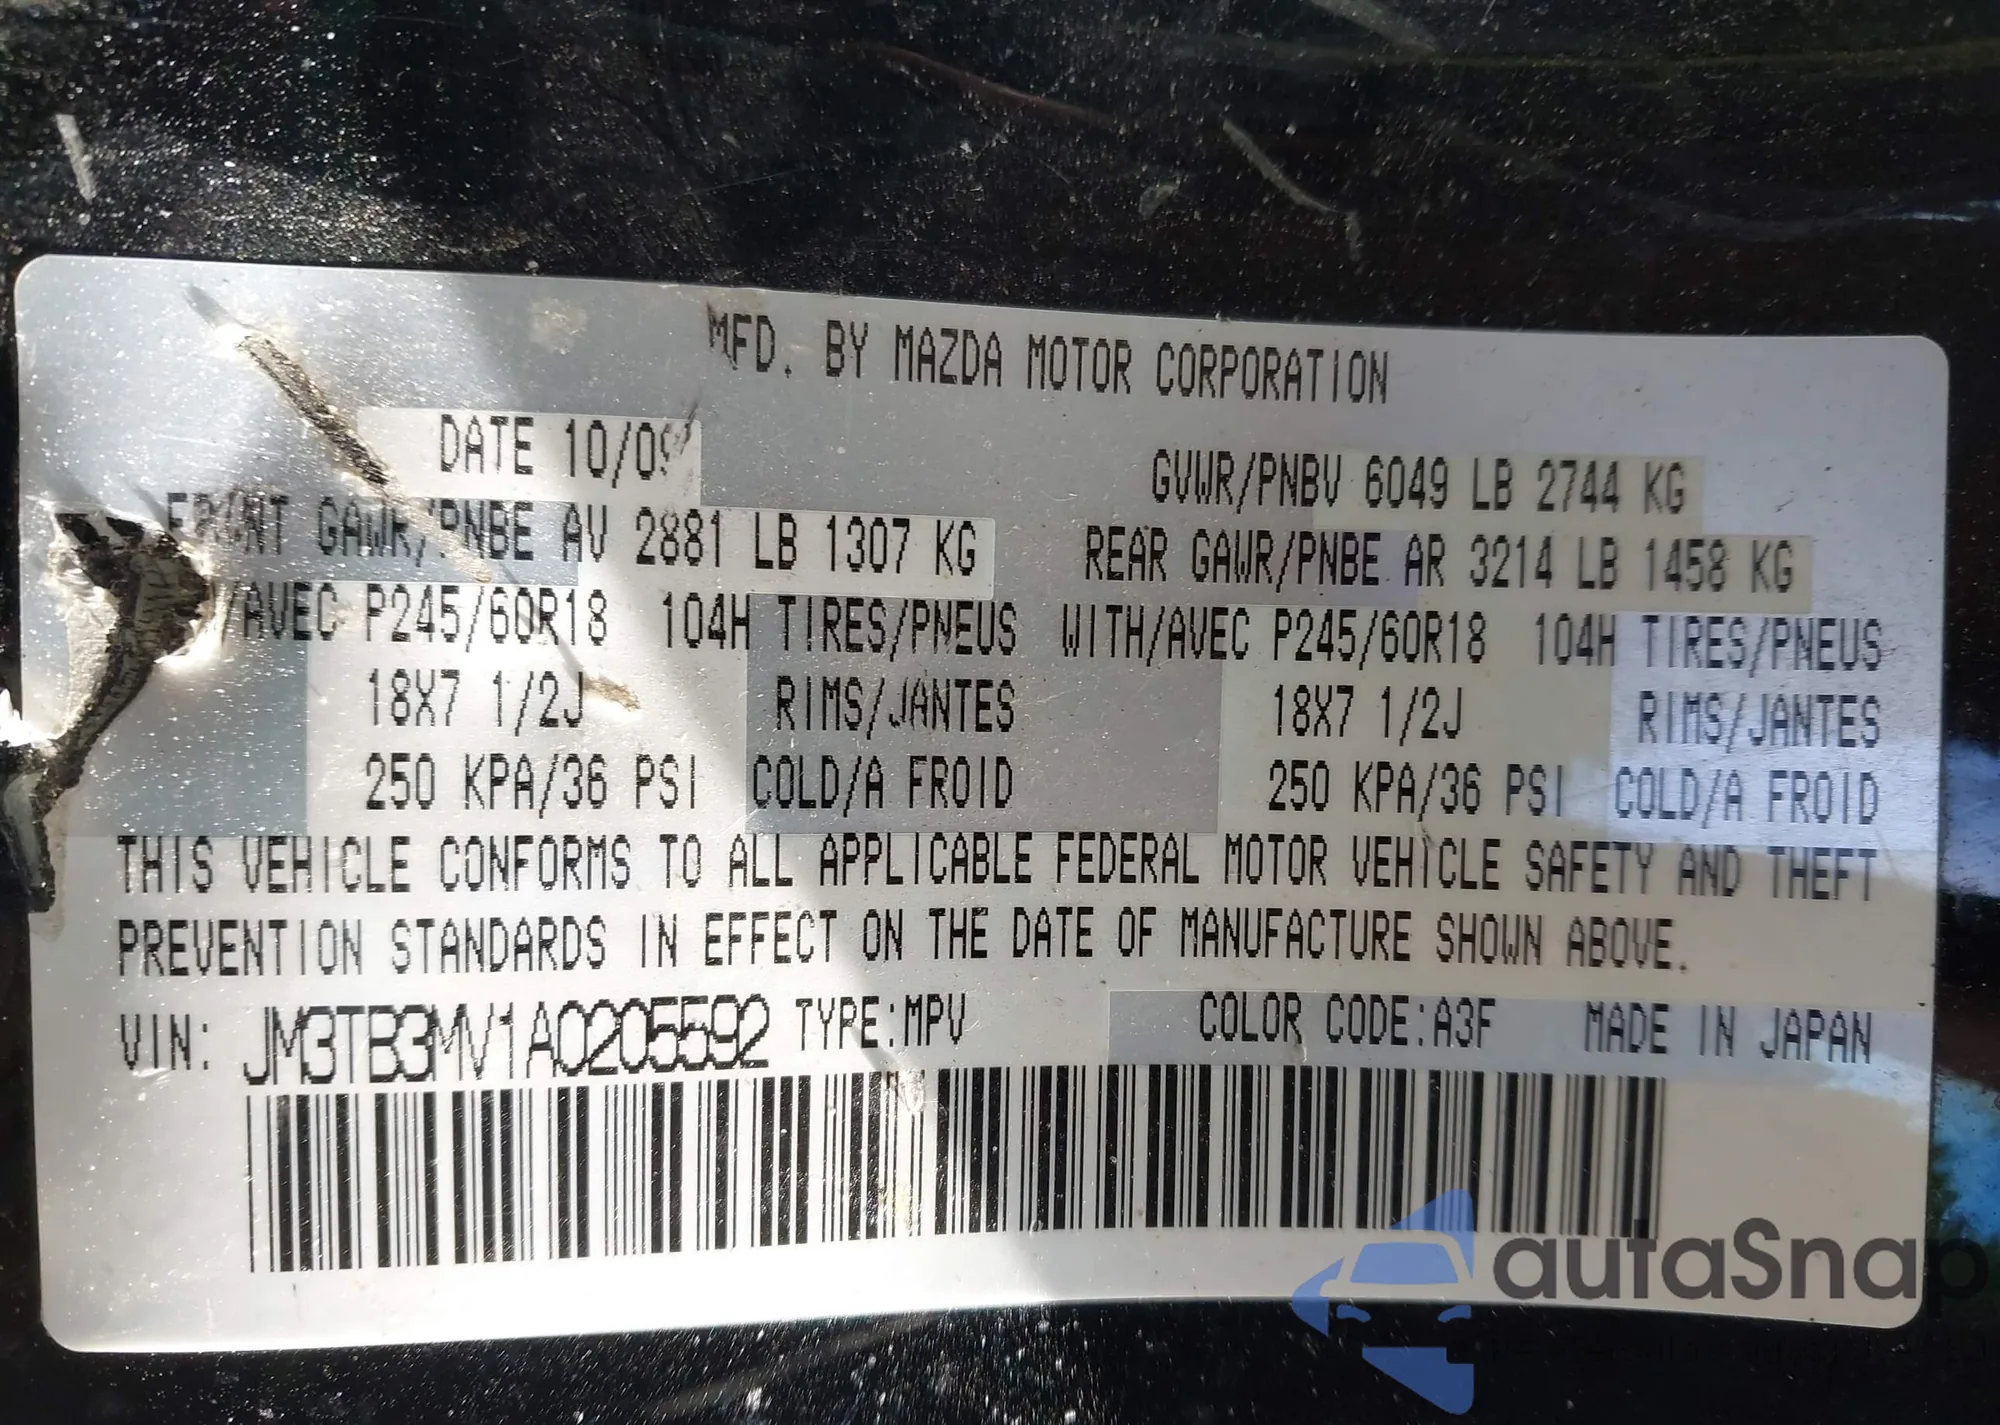 MFD. BY MAZDA MOTOR CORPORATION
DATE 10/09
GVWR/PNBV 6049 LB 2744 KG
FRONT GAWR/PNBE AV 2881 LB 1307 KG
REAR GAWR/PNBE AR 3214 LB 1458 KG
/AVEC P245/60R18 104H TIRES/PNEUS WITH/AVEC P245/60R18 104H TIRES/PNEUS
18X7 1/2J RIMS/JANTES 18X7 1/2J RIMS/JANTES
250 KPA/36 PSI COLD/A FROID 250 KPA/36 PSI COLD/A FROID
THIS VEHICLE CONFORMS TO ALL APPLICABLE FEDERAL MOTOR VEHICLE SAFETY AND THEFT
PREVENTION STANDARDS IN EFFECT ON THE DATE OF MANUFACTURE SHOWN ABOVE.
VIN: JM3TB3MV1A0205592 TYPE:MPV COLOR CODE:A3F MADE IN JAPAN
autaSnap